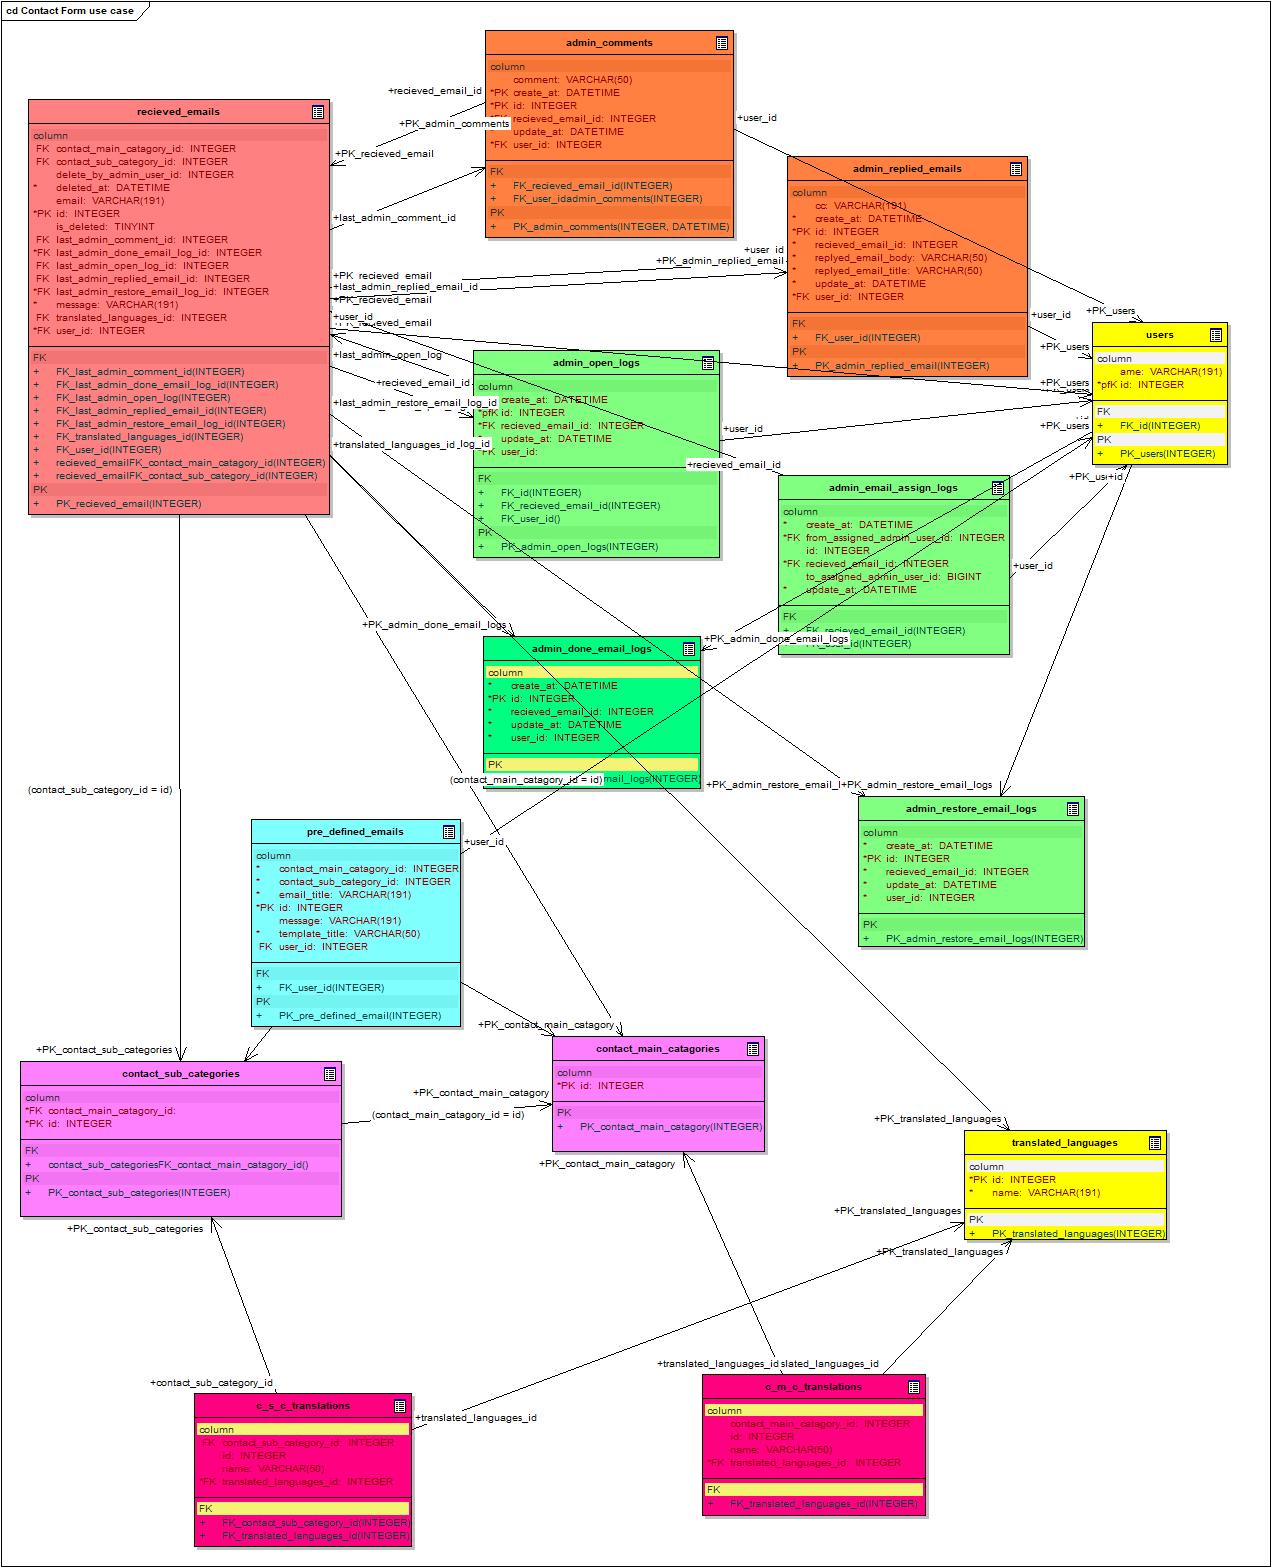 cd Contact Form use case
admin_comments
column
comment: VARCHAR(50)
*PK create_at: DATETIME
*PK id: INTEGER
recieved_email_id: INTEGER
update_at: DATETIME
*FK user_id: INTEGER
FK
+ FK_recieved_email_id(INTEGER)
+ FK_user_idadmin_comments(INTEGER)
PK
+ PK_admin_comments(INTEGER, DATETIME)
+recieved_email_id
+PK_admin_comments
+PK_recieved_email
+last_admin_comment_id
+user_id
recieved_emails
column
FK contact_main_catagory_id: INTEGER
FK contact_sub_category_id: INTEGER
delete_by_admin_user_id: INTEGER
* deleted_at: DATETIME
email: VARCHAR(191)
*PK id: INTEGER
is_deleted: TINYINT
FK last_admin_comment_id: INTEGER
*FK last_admin_done_email_log_id: INTEGER
FK last_admin_open_log_id: INTEGER
FK last_admin_replied_email_id: INTEGER
*FK last_admin_restore_email_log_id: INTEGER
* message: VARCHAR(191)
FK translated_languages_id: INTEGER
*FK user_id: INTEGER
FK
+ FK_last_admin_comment_id(INTEGER)
+ FK_last_admin_done_email_log_id(INTEGER)
+ FK_last_admin_open_log(INTEGER)
+ FK_last_admin_replied_email_id(INTEGER)
+ FK_last_admin_restore_email_log_id(INTEGER)
+ FK_translated_languages_id(INTEGER)
+ FK_user_id(INTEGER)
+ recieved_emailFK_contact_main_catagory_id(INTEGER)
+ recieved_emailFK_contact_sub_category_id(INTEGER)
PK
+ PK_recieved_email(INTEGER)
admin_replied_emails
column
cc: VARCHAR(191)
* create_at: DATETIME
*PK id: INTEGER
* recieved_email_id: INTEGER
* replyed_email_body: VARCHAR(50)
* replyed_email_title: VARCHAR(50)
* update_at: DATETIME
*FK user_id: INTEGER
FK
+ FK_user_id(INTEGER)
PK
+ PK_admin_replied_email(INTEGER)
+user_id
+PK_admin_replied_email
+PK_recieved_email
+last_admin_replied_email_id
+PK_recieved_email
+user_id
+PK_recieved_email
+last_admin_open_log
+recieved_email_id
+last_admin_restore_email_log_id
+translated_languages_id
_log_id
+user_id
+PK_users
+PK_users
+PK_users
+PK_users
users
column
ame: VARCHAR(191)
*pfK id: INTEGER
FK
+ FK_id(INTEGER)
PK
+ PK_users(INTEGER)
admin_open_logs
column
create_at: DATETIME
*pfK id: INTEGER
*FK recieved_email_id: INTEGER
* update_at: DATETIME
*FK user_id:
FK
+ FK_id(INTEGER)
+ FK_recieved_email_id(INTEGER)
+ FK_user_id()
PK
+ PK_admin_open_logs(INTEGER)
+user_id
+recieved_email_id
+id
admin_email_assign_logs
column
* create_at: DATETIME
*FK from_assigned_admin_user_id: INTEGER
id: INTEGER
*FK recieved_email_id: INTEGER
to_assigned_admin_user_id: BIGINT
* update_at: DATETIME
FK
+ FK_recieved_email_id(INTEGER)
+ FK_user_id(INTEGER)
+user_id
+PK_admin_done_email_logs
+PK_admin_done_email_logs
admin_done_email_logs
column
* create_at: DATETIME
*PK id: INTEGER
* recieved_email_id: INTEGER
* update_at: DATETIME
* user_id: INTEGER
PK
mail_logs(INTEGER)
(contact_main_catagory_id = id)
(contact_sub_category_id = id)
+PK_admin_restore_email_l
+PK_admin_restore_email_logs
admin_restore_email_logs
column
* create_at: DATETIME
*PK id: INTEGER
* recieved_email_id: INTEGER
* update_at: DATETIME
* user_id: INTEGER
PK
+ PK_admin_restore_email_logs(INTEGER)
pre_defined_emails
column
* contact_main_catagory_id: INTEGER
* contact_sub_category_id: INTEGER
* email_title: VARCHAR(191)
*PK id: INTEGER
message: VARCHAR(191)
* template_title: VARCHAR(50)
FK user_id: INTEGER
FK
+ FK_user_id(INTEGER)
PK
+ PK_pre_defined_email(INTEGER)
+user_id
+PK_contact_main_catagory
+PK_contact_sub_categories
contact_sub_categories
column
*FK contact_main_catagory_id:
*PK id: INTEGER
FK
+ contact_sub_categoriesFK_contact_main_catagory_id()
PK
+ PK_contact_sub_categories(INTEGER)
+PK_contact_main_catagory
(contact_main_catagory_id = id)
contact_main_catagories
column
*PK id: INTEGER
PK
+ PK_contact_main_catagory(INTEGER)
+PK_contact_main_catagory
+PK_translated_languages
translated_languages
column
*PK id: INTEGER
* name: VARCHAR(191)
PK
+ PK_translated_languages(INTEGER)
+PK_translated_languages
+PK_translated_languages
+PK_contact_sub_categories
+contact_sub_category_id
c_s_c_translations
column
FK contact_sub_category_id: INTEGER
id: INTEGER
name: VARCHAR(50)
*FK translated_languages_id: INTEGER
FK
+ FK_contact_sub_category_id(INTEGER)
+ FK_translated_languages_id(INTEGER)
+translated_languages_id
+translated_languages_id
slated_languages_id
c_m_c_translations
column
contact_main_catagory_id: INTEGER
id: INTEGER
name: VARCHAR(50)
*FK translated_languages_id: INTEGER
FK
+ FK_translated_languages_id(INTEGER)